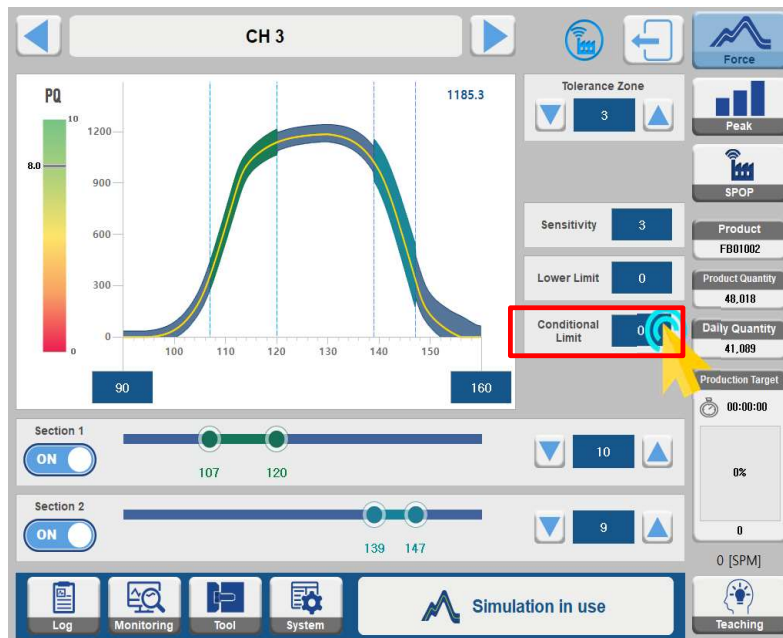 CH 3
Force
PQ
10
8.0
0
1185.3
1200
900
600
300
0
100 110 120 130 140 150
90
160
Tolerance Zone
3
Sensitivity 3
Lower Limit 0
Conditional
Limit
0
Peak
SPOP
Product
FB01002
Product Quantity
48,018
Daily Quantity
41,089
Production Target
00:00:00
0%
0
0 [SPM]
Section 1
ON
107 120
10
Section 2
ON
139 147
9
Log
Monitoring
Tool
System
Simulation in use
Teaching